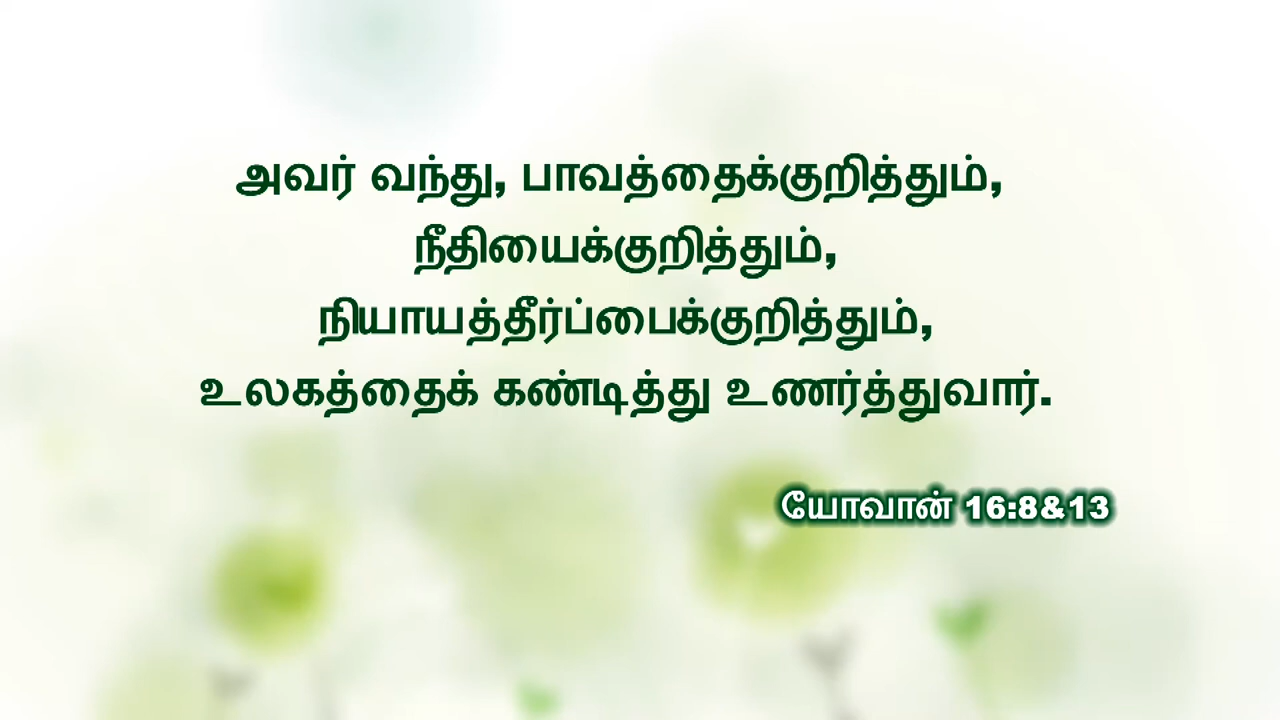 அவர் வந்து, பாவத்தைக்குறித்தும்,
நீதியைக்குறித்தும்,
நியாயத்தீர்ப்பைக்குறித்தும்,
உலகத்தைக் கண்டித்து உணர்த்துவார்.
யோவான் 16:8&13